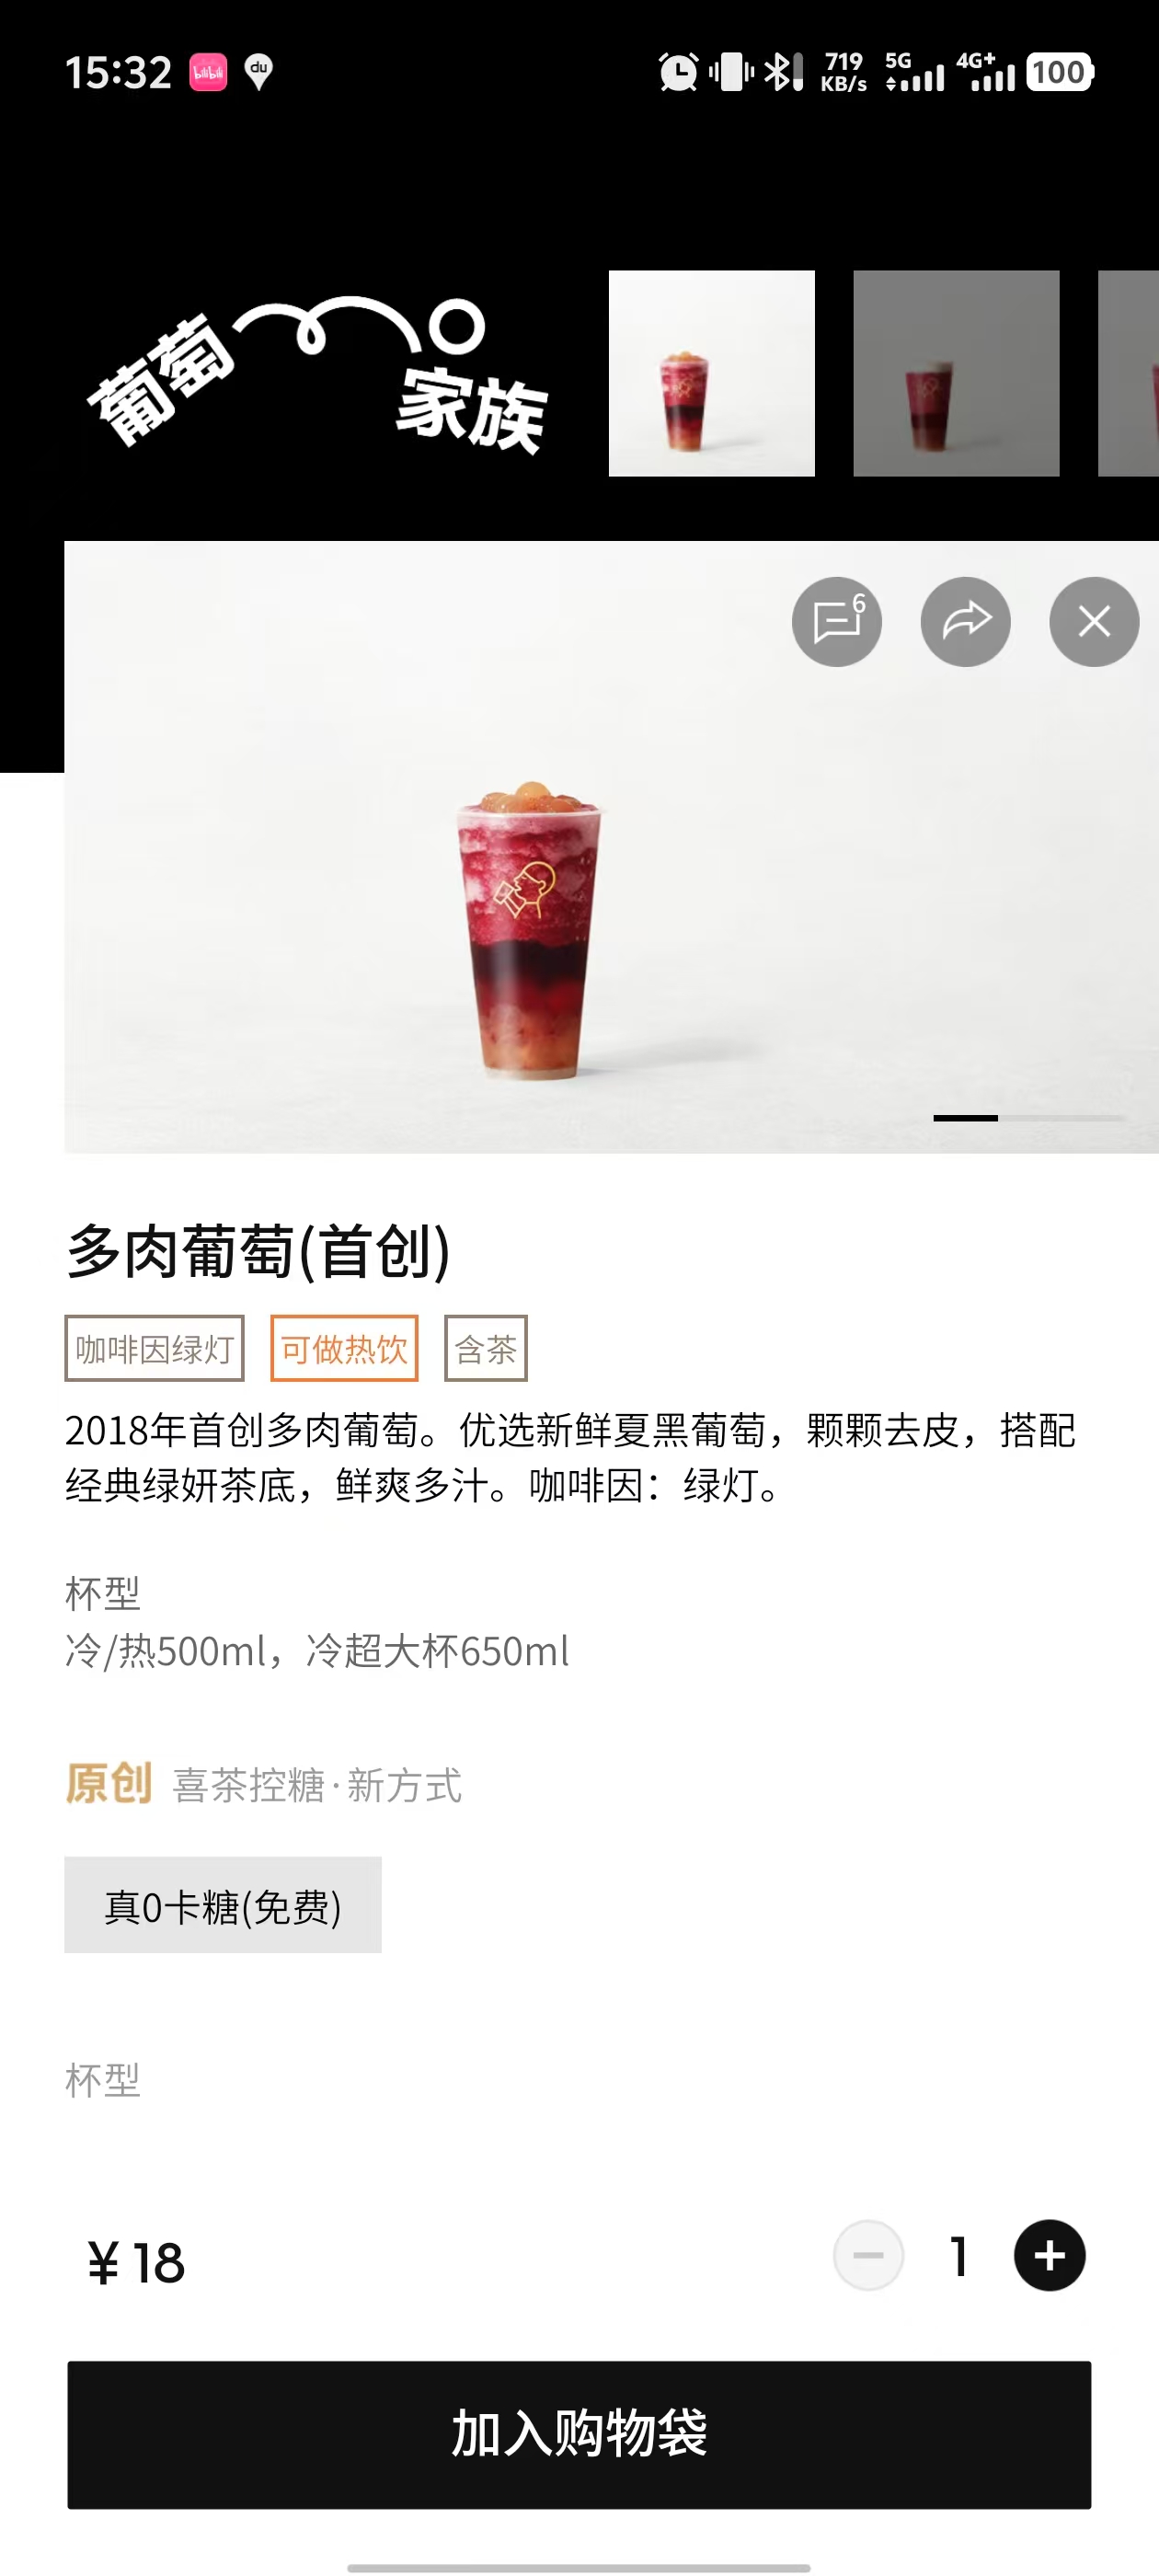 15:32 bilibili du 719 KB/s 5G 4G+ 100
葡萄
家族
6
多肉葡萄(首创)
咖啡因绿灯 可做热饮 含茶
2018年首创多肉葡萄。优选新鲜夏黑葡萄，颗颗去皮，搭配
经典绿妍茶底，鲜爽多汁。咖啡因：绿灯。
杯型
冷/热500ml，冷超大杯650ml
原创 喜茶控糖·新方式
真0卡糖(免费)
杯型
¥ 18 1
加入购物袋